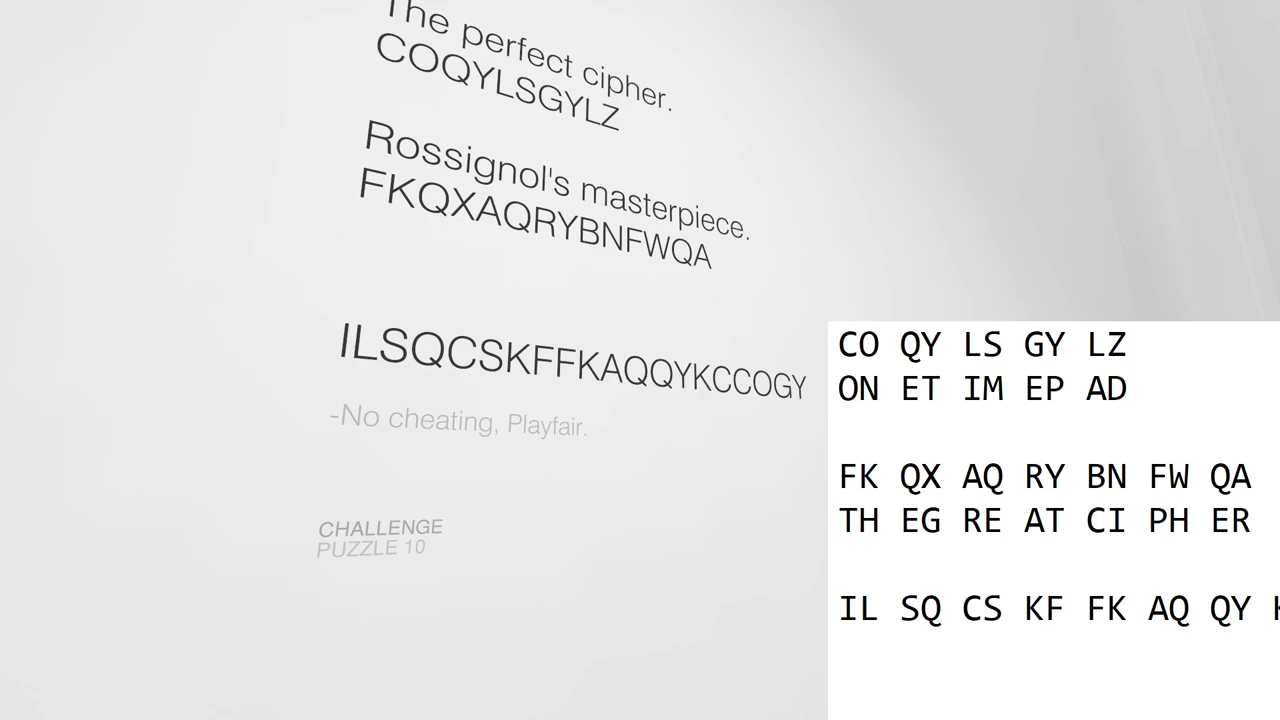 The perfect cipher.
COQYLSGYLZ
Rossignol's masterpiece.
FKQXAQRYBNFWQA
ILSQCSKFFKAQQYKCCOGY
-No cheating, Playfair.
CHALLENGE
PUZZLE 10
CO QY LS GY LZ
ON ET IM EP AD
FK QX AQ RY BN FW QA
TH EG RE AT CI PH ER
IL SQ CS KF FK AQ QY K